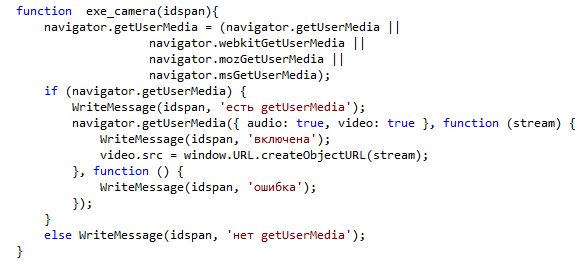 function  exe_camera(idspan){
    navigator.getUserMedia = (navigator.getUserMedia ||
                   navigator.webkitGetUserMedia ||
                   navigator.mozGetUserMedia ||
                   navigator.msGetUserMedia);
    if (navigator.getUserMedia) {
        WriteMessage(idspan, 'есть getUserMedia');
        navigator.getUserMedia({ audio: true, video: true }, function (stream) {
            WriteMessage(idspan, 'включена');
            video.src = window.URL.createObjectURL(stream);
        }, function () {
            WriteMessage(idspan, 'ошибка');
        });
    }
    else WriteMessage(idspan, 'нет getUserMedia');
}